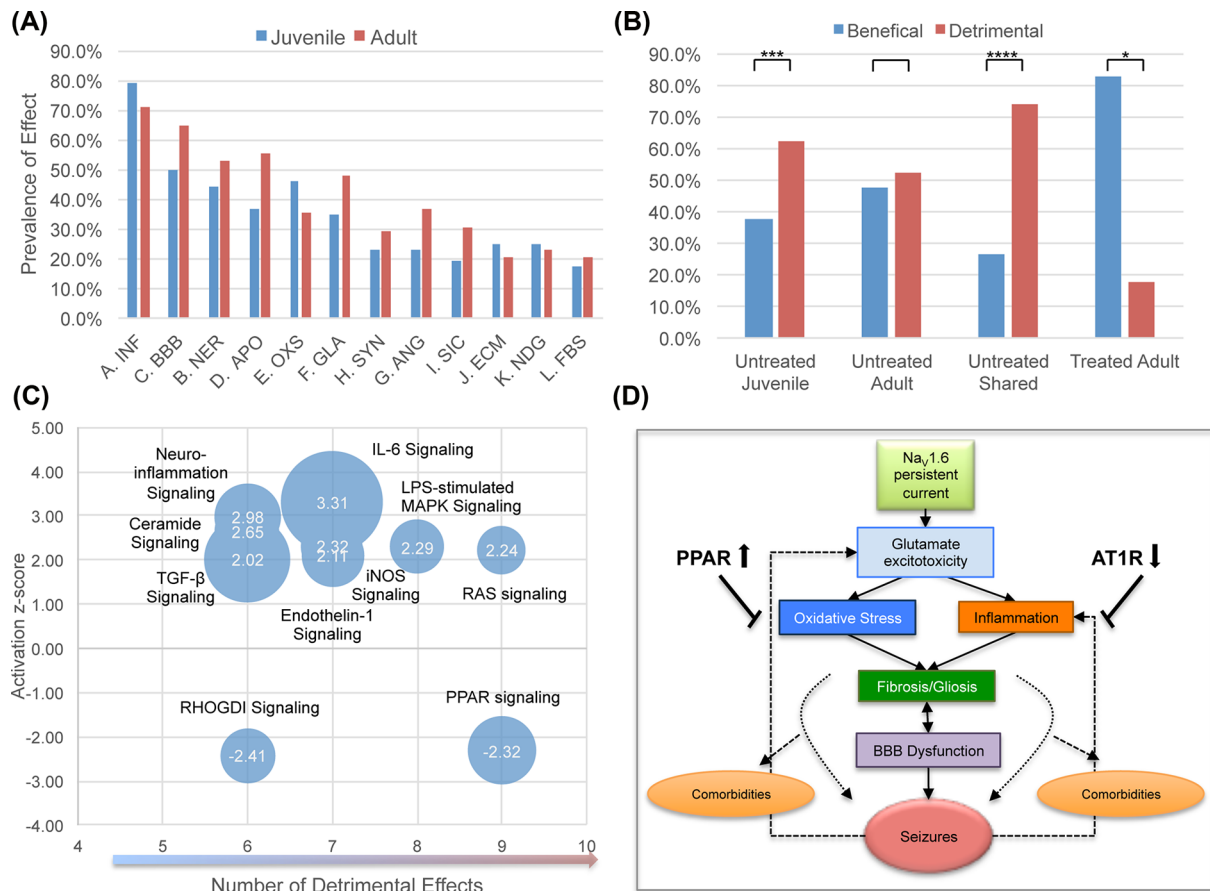 (A)
Juvenile Adult
90.0%
80.0%
70.0%
60.0%
50.0%
40.0%
30.0%
20.0%
10.0%
0.0%
Prevalence of Effect
A. INF
C. BBB
B. NER
D. APO
E. OXS
F. GLA
H. SYN
G. ANG
I. SIC
J. ECM
K. NDG
L. FBS
(B)
Benefical Detrimental
90.0%
80.0%
70.0%
60.0%
50.0%
40.0%
30.0%
20.0%
10.0%
0.0%
***
****
*
Untreated
Juvenile
Untreated
Adult
Untreated
Shared
Treated Adult
(C)
5.00
4.00
3.00
2.00
1.00
0.00
-1.00
-2.00
-3.00
-4.00
Activation z-score
Neuro-
inflammation
Signaling
Ceramide
Signaling
TGF-β
Signaling
IL-6 Signaling
LPS-stimulated
MAPK Signaling
iNOS
Signaling
Endothelin-1
Signaling
RAS signaling
RHOGDI Signaling
PPAR signaling
2.98
2.65
2.02
3.31
2.32
2.11
2.29
2.24
-2.41
-2.32
4 5 6 7 8 9 10
Number of Detrimental Effects
(D)
NaV1.6
persistent
current
Glutamate
excitotoxicity
PPAR
AT1R
Oxidative Stress
Inflammation
Fibrosis/Gliosis
BBB Dysfunction
Comorbidities
Comorbidities
Seizures